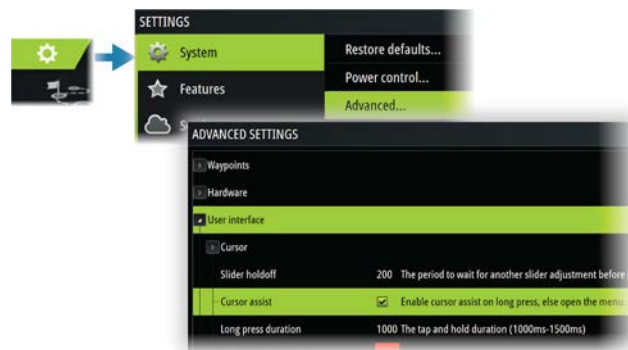 SETTINGS
System
Restore defaults...
Power control...
Features
Advanced...
ADVANCED SETTINGS
Waypoints
Hardware
User interface
Cursor
Slider holdoff 200 The period to wait for another slider adjustment before
Cursor assist Enable cursor assist on long press, else open the menu.
Long press duration 1000 The tap and hold duration (1000ms-1500ms)